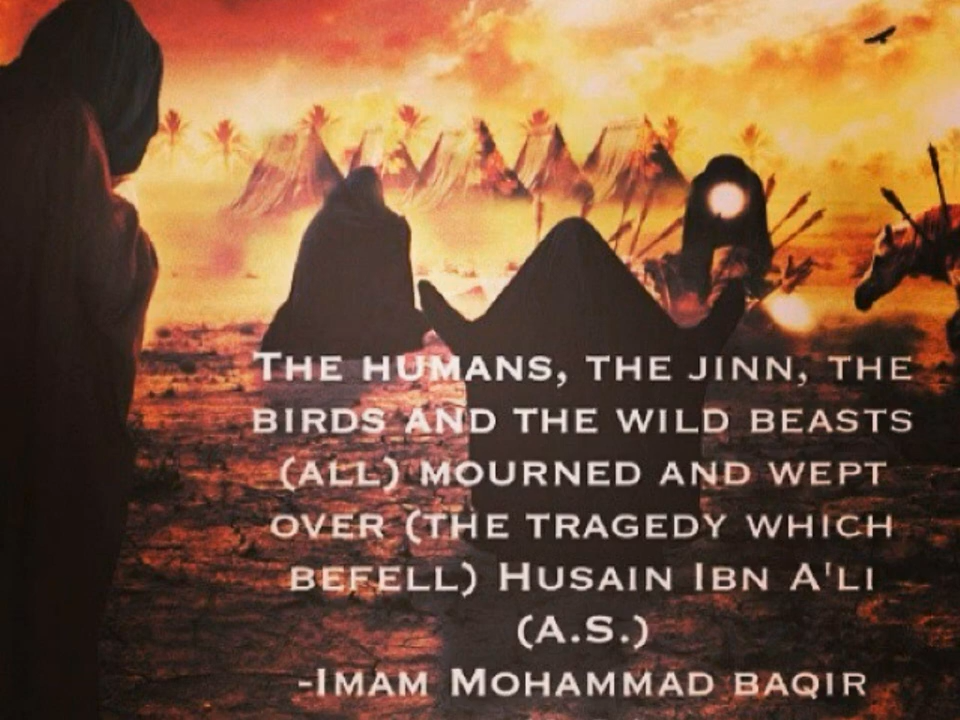 The humans, the jinn, the
birds and the wild beasts
(all) mourned and wept
over (the tragedy which
befell) Husain Ibn A'li
(a.s.)
-Imam Mohammad baqir